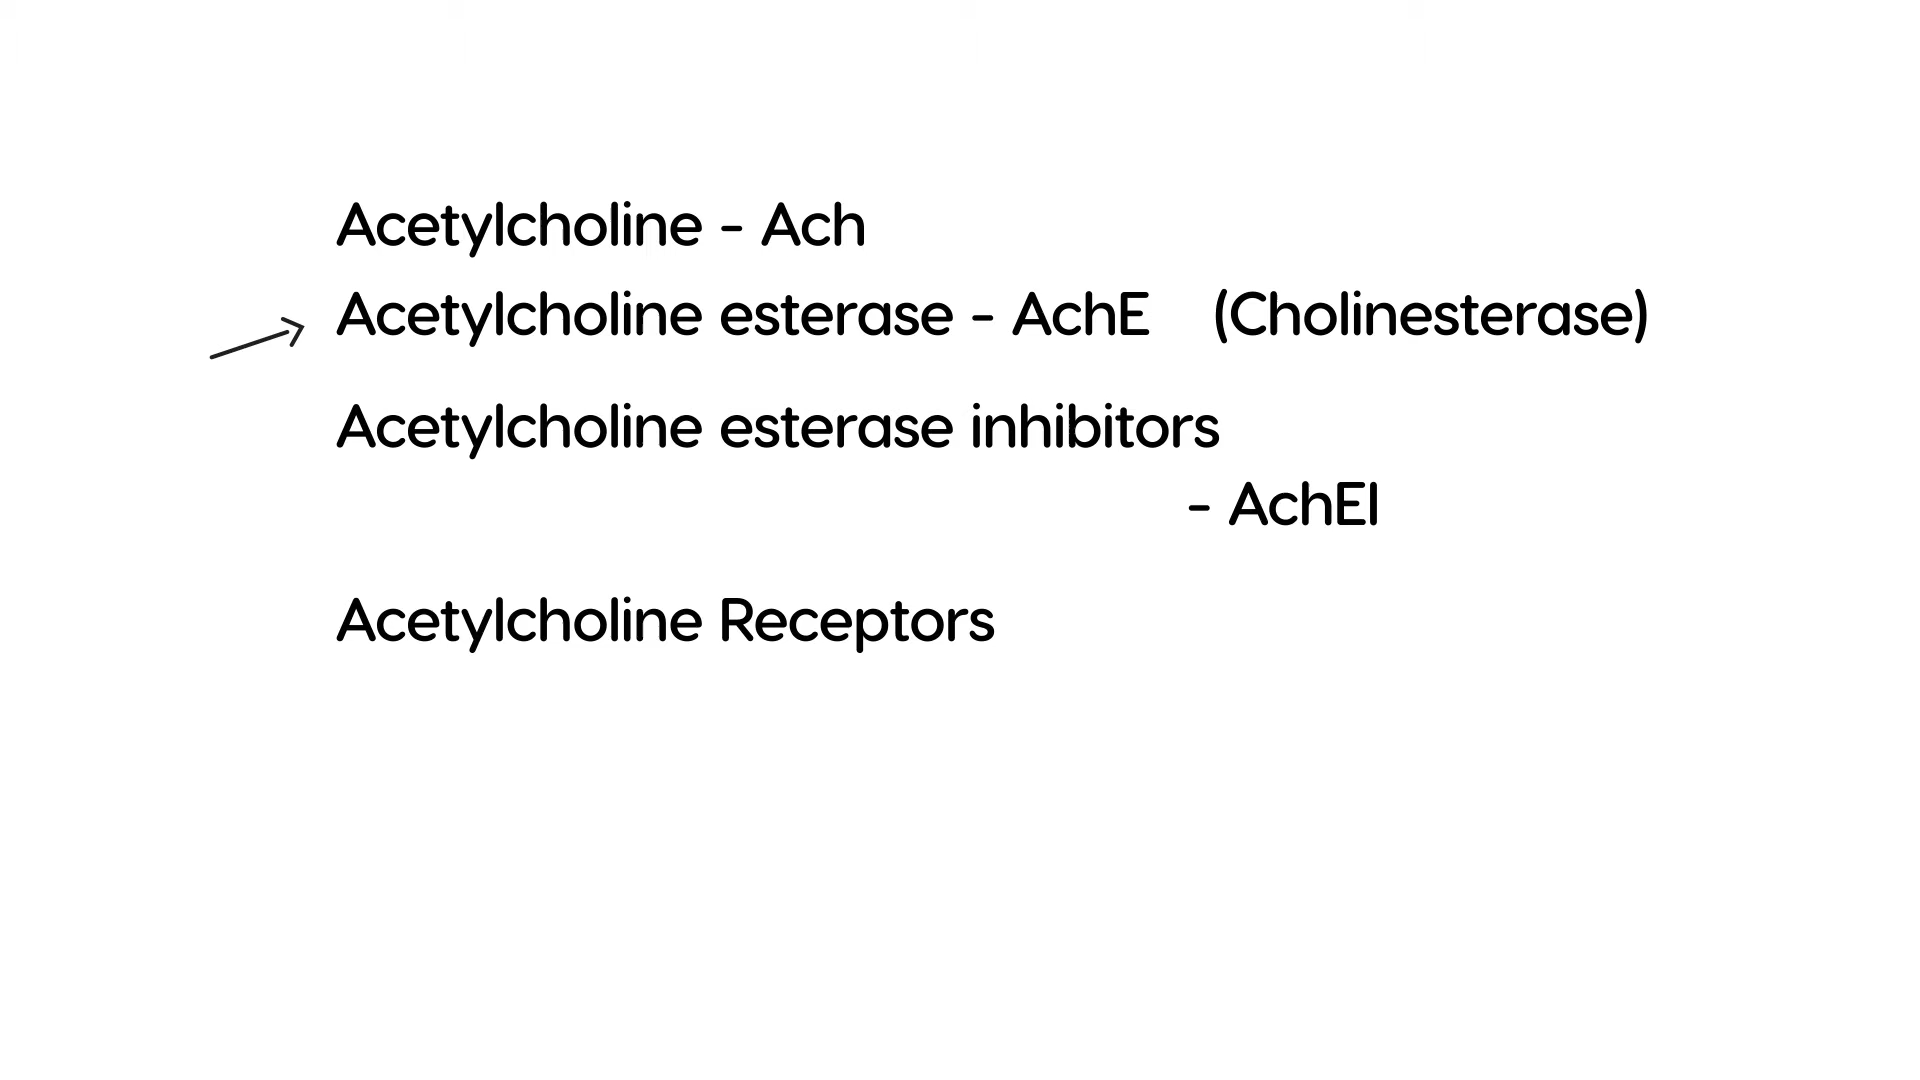 Acetylcholine - Ach
Acetylcholine esterase - AchE (Cholinesterase)
Acetylcholine esterase inhibitors
- AchEI
Acetylcholine Receptors